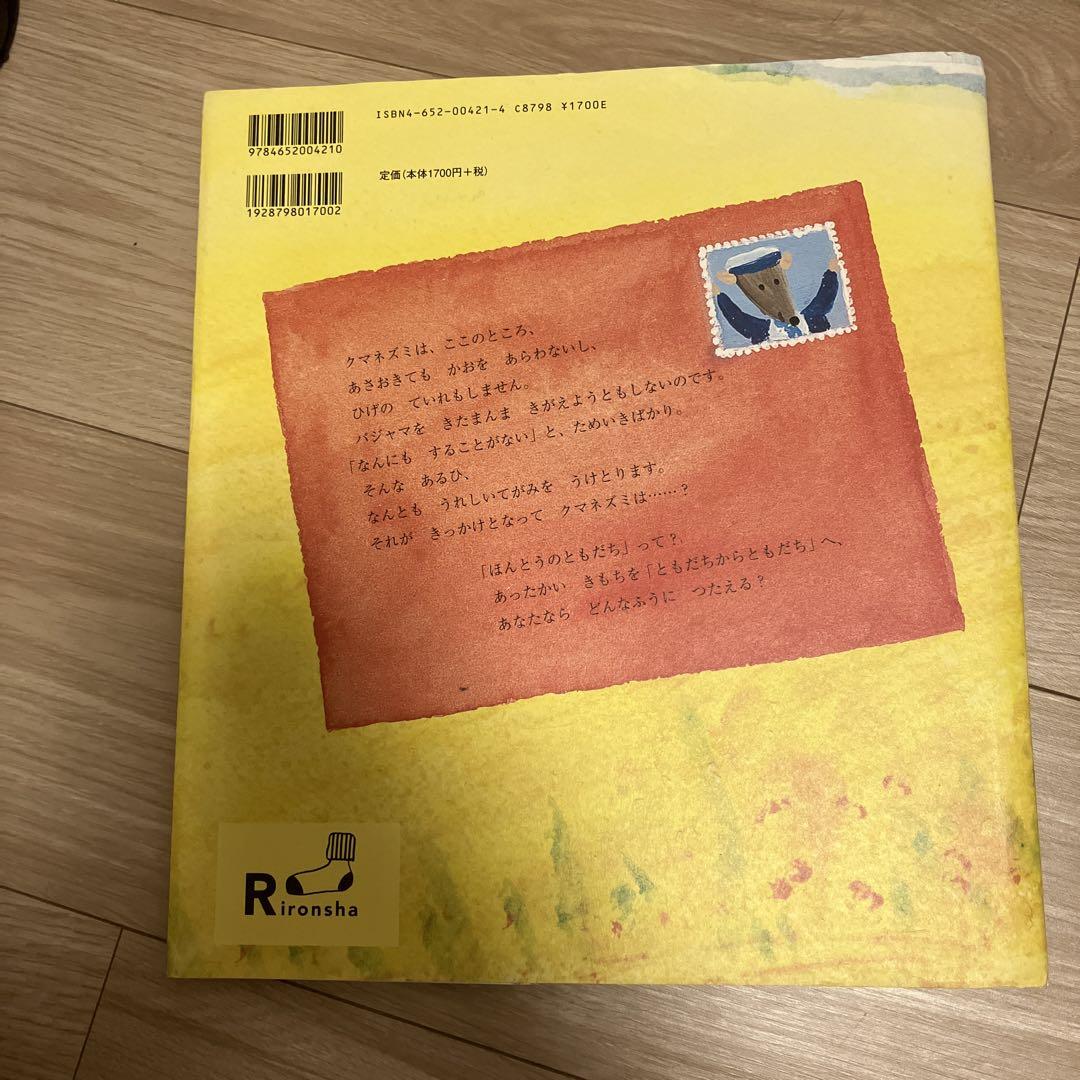 ISBN4-652-00421-4 C8798 ¥1700E
9784652004210
定価(本体1700円+税)
1928798017002
クマネズミは、ここのところ、
あさおきても かおを あらわないし、
ひげの ていれもしません。
パジャマを きたまんま きがえようともしないのです。
「なんにも することがない」と、ためいきばかり。
そんな あるひ、
なんとも うれしいてがみを うけとります。
それが きっかけとなって クマネズミは……?
「ほんとうのともだち」って?
あったかい きもちを「ともだちからともだち」へ、
あなたなら どんなふうに つたえる?
Rironsha